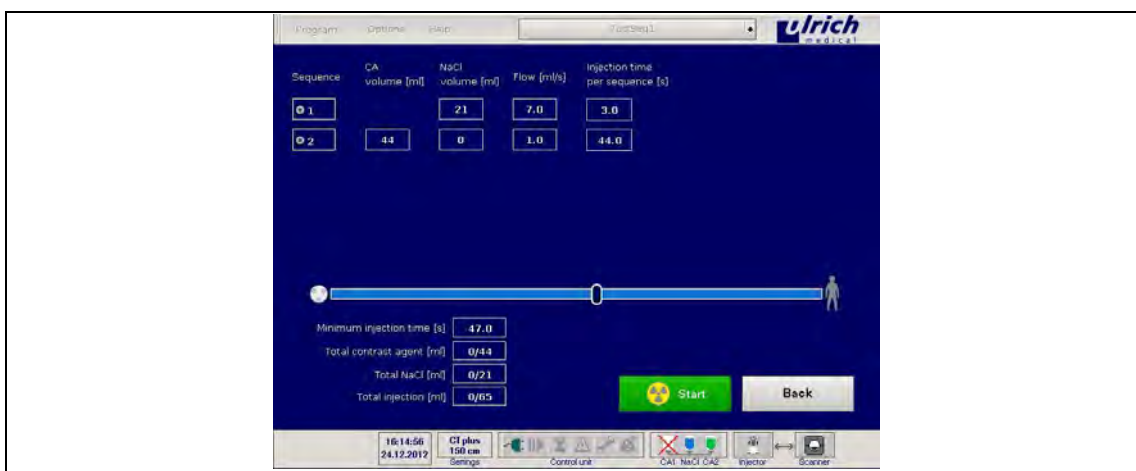 Program Options Help TestSeq1 ulrich
medical
Sequence CA volume [ml] NaCl volume [ml] Flow [ml/s] Injection time per sequence [s]
1 21 7.0 3.0
2 44 0 1.0 44.0
Minimum injection time [s] 47.0
Total contrast agent [ml] 0/44
Total NaCl [ml] 0/21
Total injection [ml] 0/65
Start Back
16:14:56 CT plus
24.12.2012 150 cm
Settings Control unit CA1 NaCl CA2 Injector Scanner